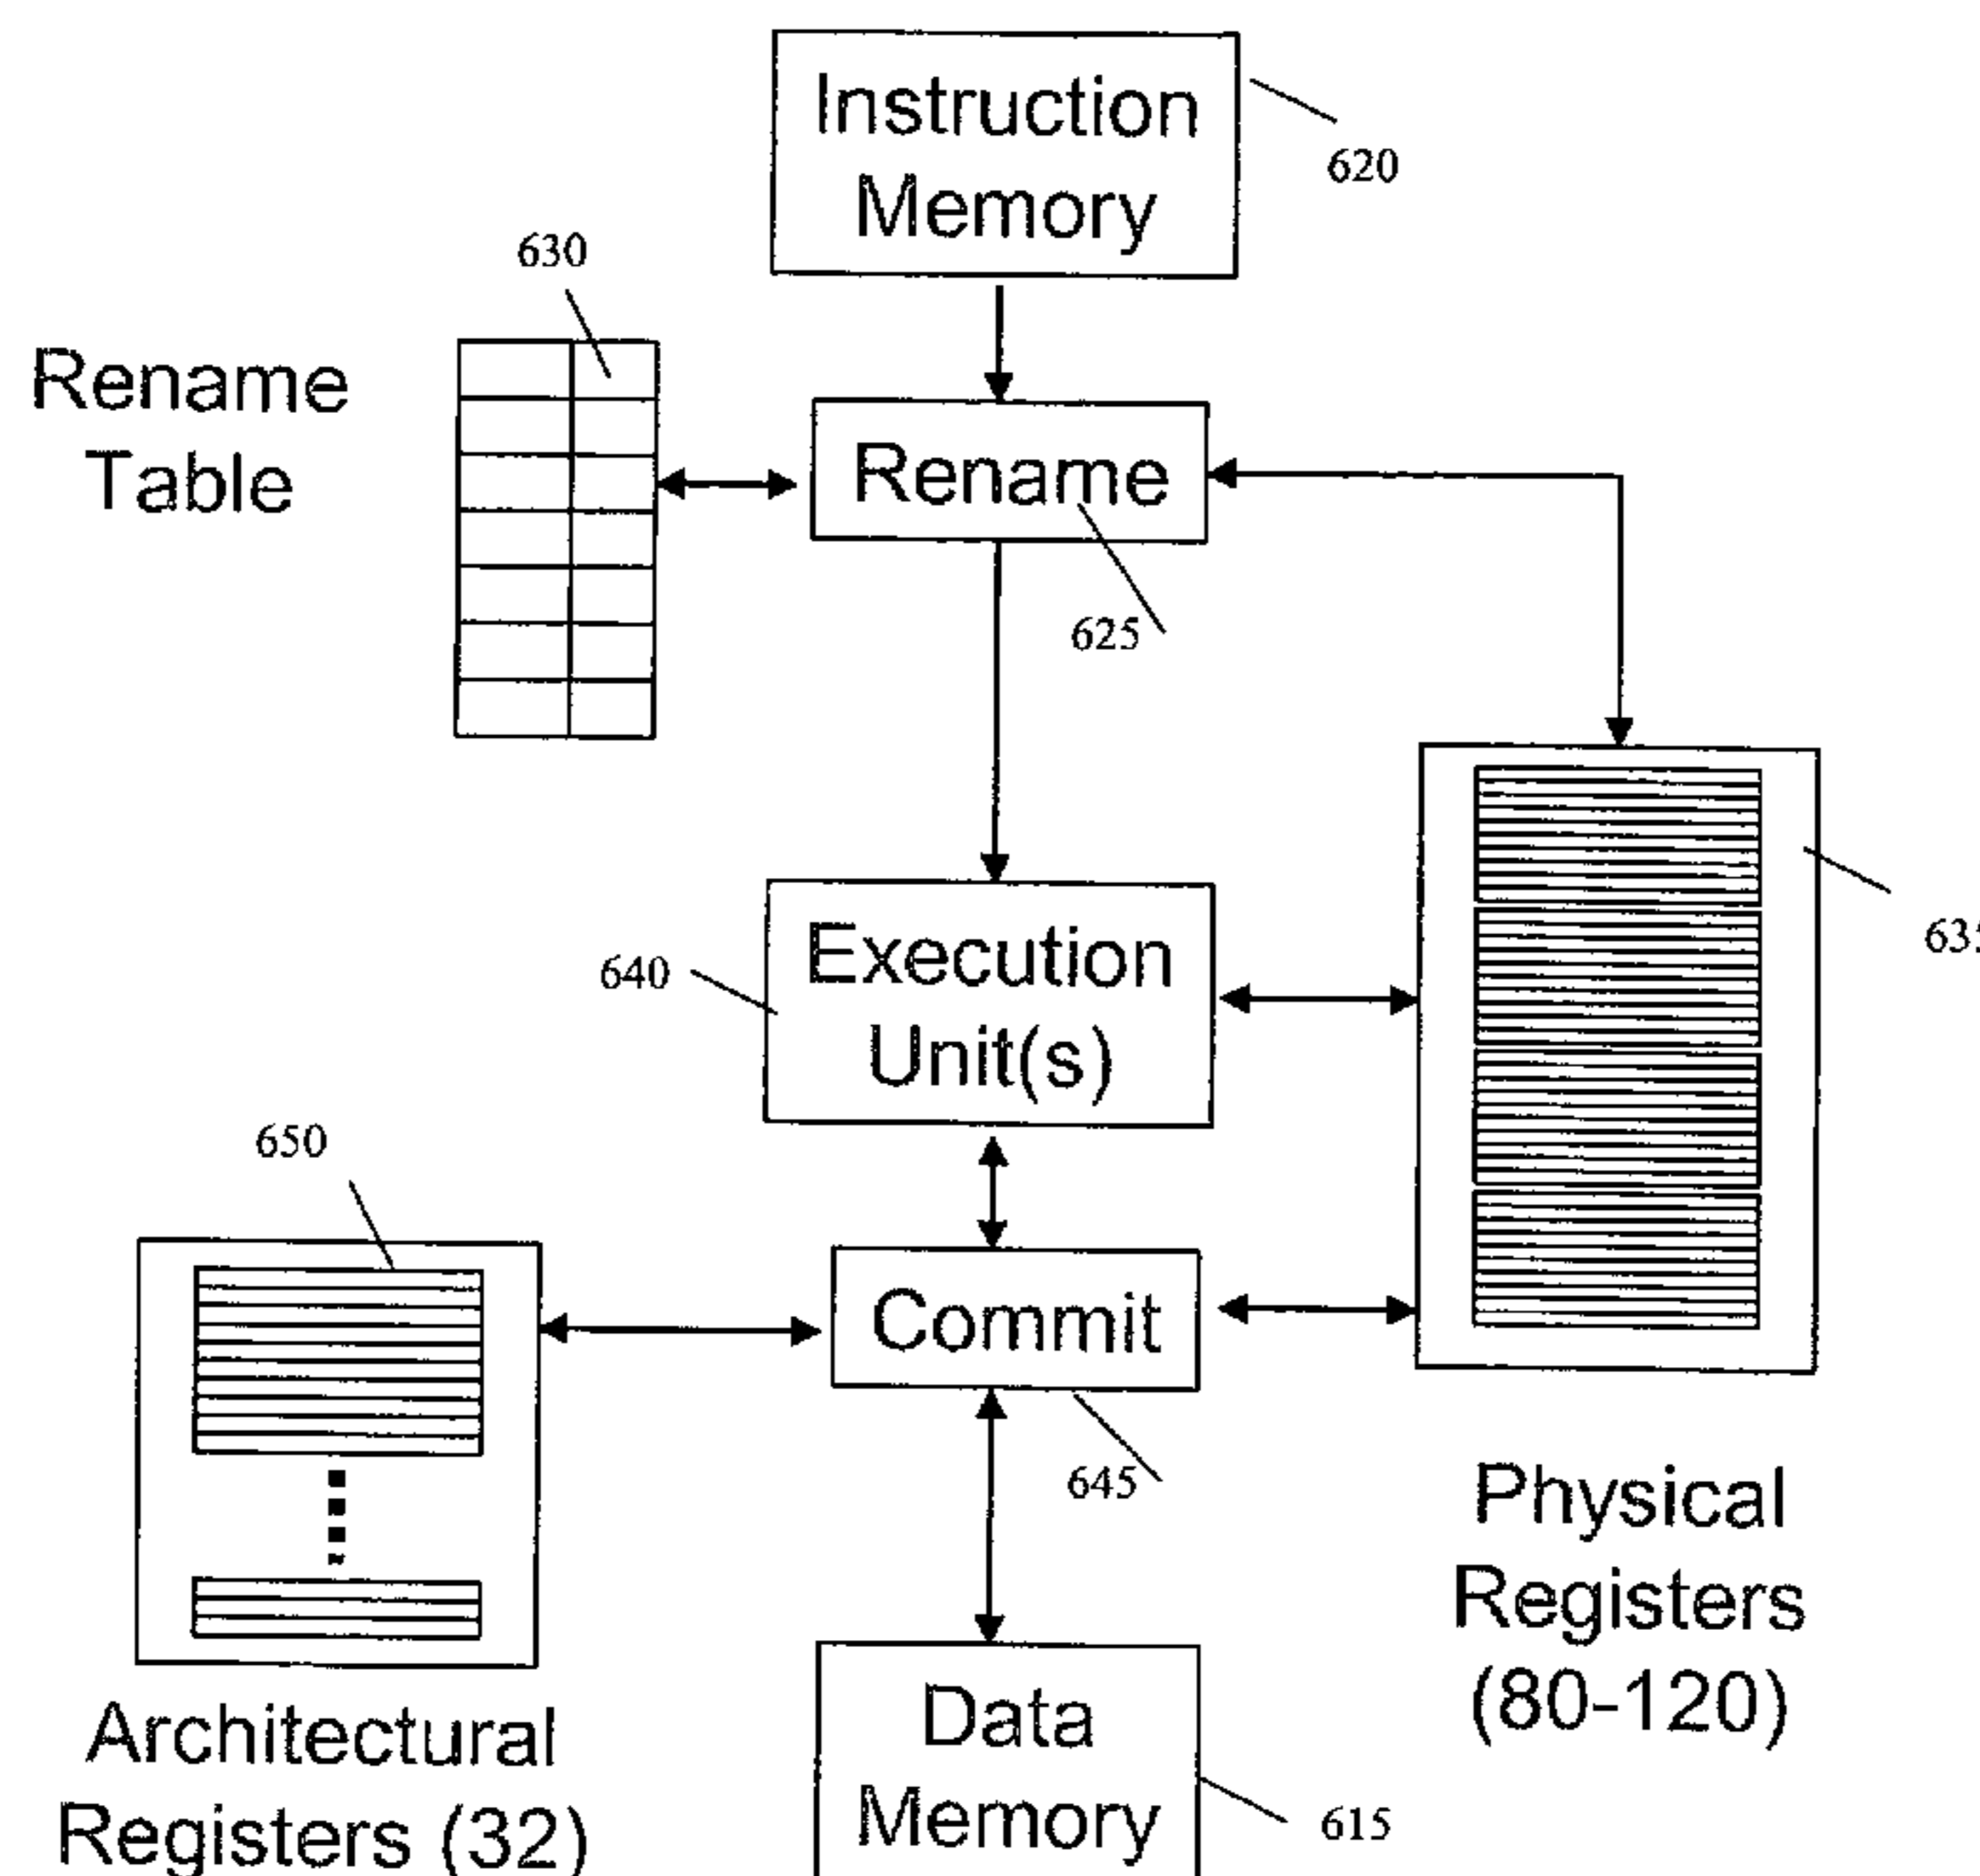 Instruction
Memory
620
630
Rename
Table
Rename
625
635
Execution
Unit(s)
640
650
Commit
645
Physical
Registers
(80-120)
Architectural
Registers (32)
Data
Memory
615